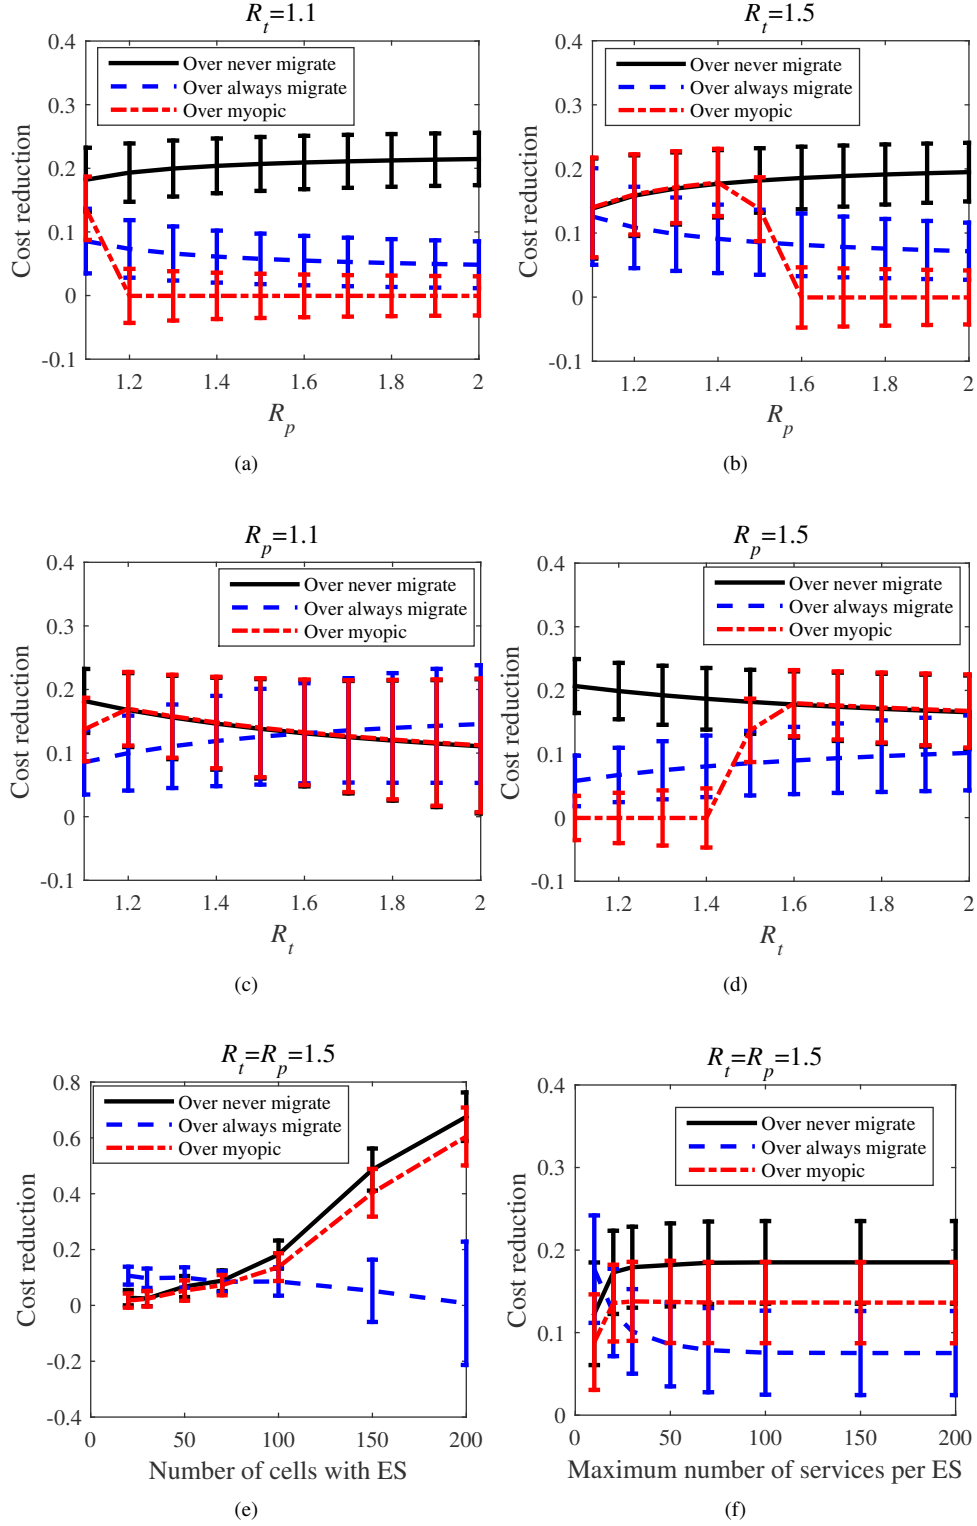 R_t=1.1
0.4
0.3
0.2
0.1
0
-0.1
Cost reduction
Over never migrate
Over always migrate
Over myopic
1.2 1.4 1.6 1.8 2
R_p
(a)
R_t=1.5
0.4
0.3
0.2
0.1
0
-0.1
Cost reduction
Over never migrate
Over always migrate
Over myopic
1.2 1.4 1.6 1.8 2
R_p
(b)
R_p=1.1
0.4
0.3
0.2
0.1
0
-0.1
Cost reduction
Over never migrate
Over always migrate
Over myopic
1.2 1.4 1.6 1.8 2
R_t
(c)
R_p=1.5
0.4
0.3
0.2
0.1
0
-0.1
Cost reduction
Over never migrate
Over always migrate
Over myopic
1.2 1.4 1.6 1.8 2
R_t
(d)
R_t=R_p=1.5
0.8
0.6
0.4
0.2
0
-0.2
-0.4
Cost reduction
Over never migrate
Over always migrate
Over myopic
0 50 100 150 200
Number of cells with ES
(e)
R_t=R_p=1.5
0.4
0.3
0.2
0.1
0
Cost reduction
Over never migrate
Over always migrate
Over myopic
0 50 100 150 200
Maximum number of services per ES
(f)